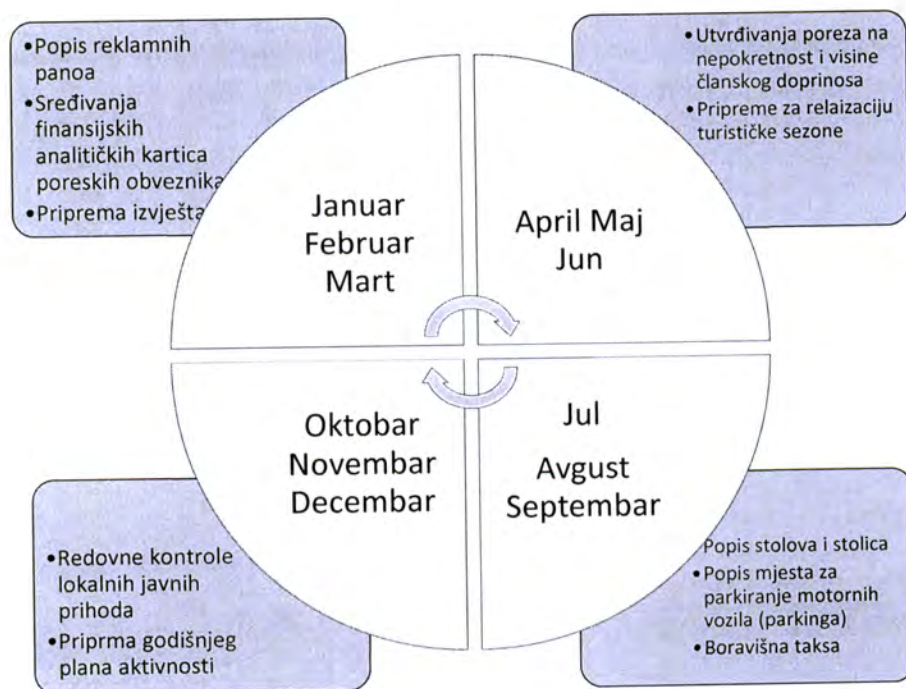 •Popis reklamnih
panoa
•Sređivanja
finansijskih
analitičkih kartica
poreskih obveznika
•Priprema izvješta
Januar
Februar
Mart
•Utvrđivanja poreza na
nepokretnost i visine
članskog doprinosa
•Pripreme za relaizaciju
turističke sezone
April Maj
Jun
Jul
Avgust
Septembar
Popis stolova i stolica
•Popis mjesta za
parkiranje motornih
vozila (parkinga)
•Boravišna taksa
Oktobar
Novembar
Decembar
•Redovne kontrole
lokalnih javnih
prihoda
•Priprma godišnjeg
plana aktivnosti